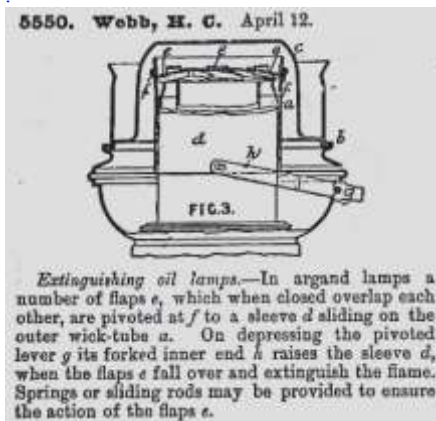 5550. Webb, H. C. April 12.
e e g c
f f
a
d b
h
g
FIG.3.
Extinguishing oil lamps.—In argand lamps a
number of flaps e, which when closed overlap each
other, are pivoted at f to a sleeve d sliding on the
outer wick-tube a. On depressing the pivoted
lever g its forked inner end h raises the sleeve d,
when the flaps e fall over and extinguish the flame.
Springs or sliding rods may be provided to ensure
the action of the flaps e.